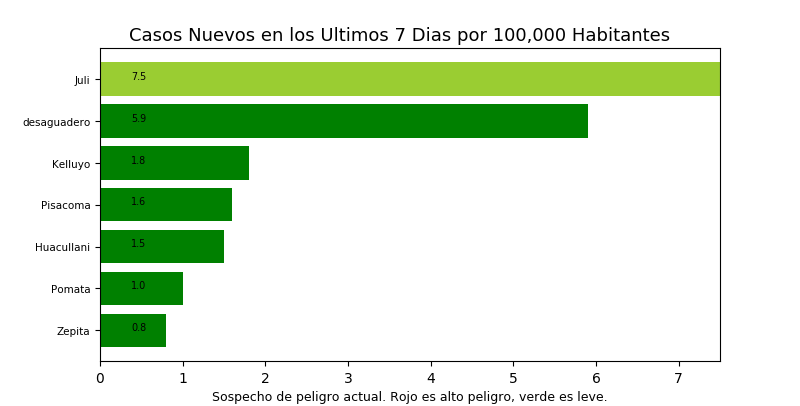 Casos Nuevos en los Ultimos 7 Dias por 100,000 Habitantes
Juli 7.5
desaguadero 5.9
Kelluyo 1.8
Pisacoma 1.6
Huacullani 1.5
Pomata 1.0
Zepita 0.8
0 1 2 3 4 5 6 7
Sospecho de peligro actual. Rojo es alto peligro, verde es leve.